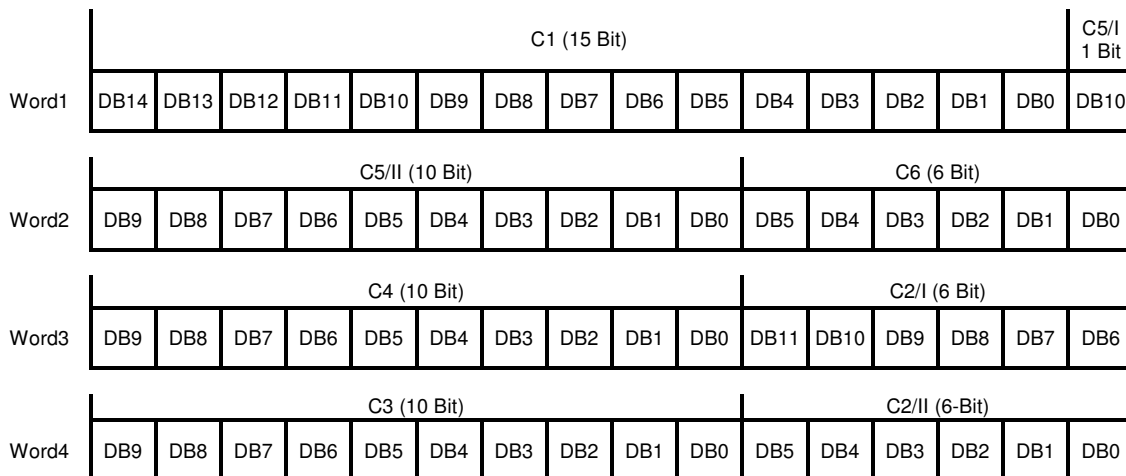 C1 (15 Bit) C5/I
1 Bit
Word1 DB14 DB13 DB12 DB11 DB10 DB9 DB8 DB7 DB6 DB5 DB4 DB3 DB2 DB1 DB0 DB10
C5/II (10 Bit) C6 (6 Bit)
Word2 DB9 DB8 DB7 DB6 DB5 DB4 DB3 DB2 DB1 DB0 DB5 DB4 DB3 DB2 DB1 DB0
C4 (10 Bit) C2/I (6 Bit)
Word3 DB9 DB8 DB7 DB6 DB5 DB4 DB3 DB2 DB1 DB0 DB11 DB10 DB9 DB8 DB7 DB6
C3 (10 Bit) C2/II (6-Bit)
Word4 DB9 DB8 DB7 DB6 DB5 DB4 DB3 DB2 DB1 DB0 DB5 DB4 DB3 DB2 DB1 DB0